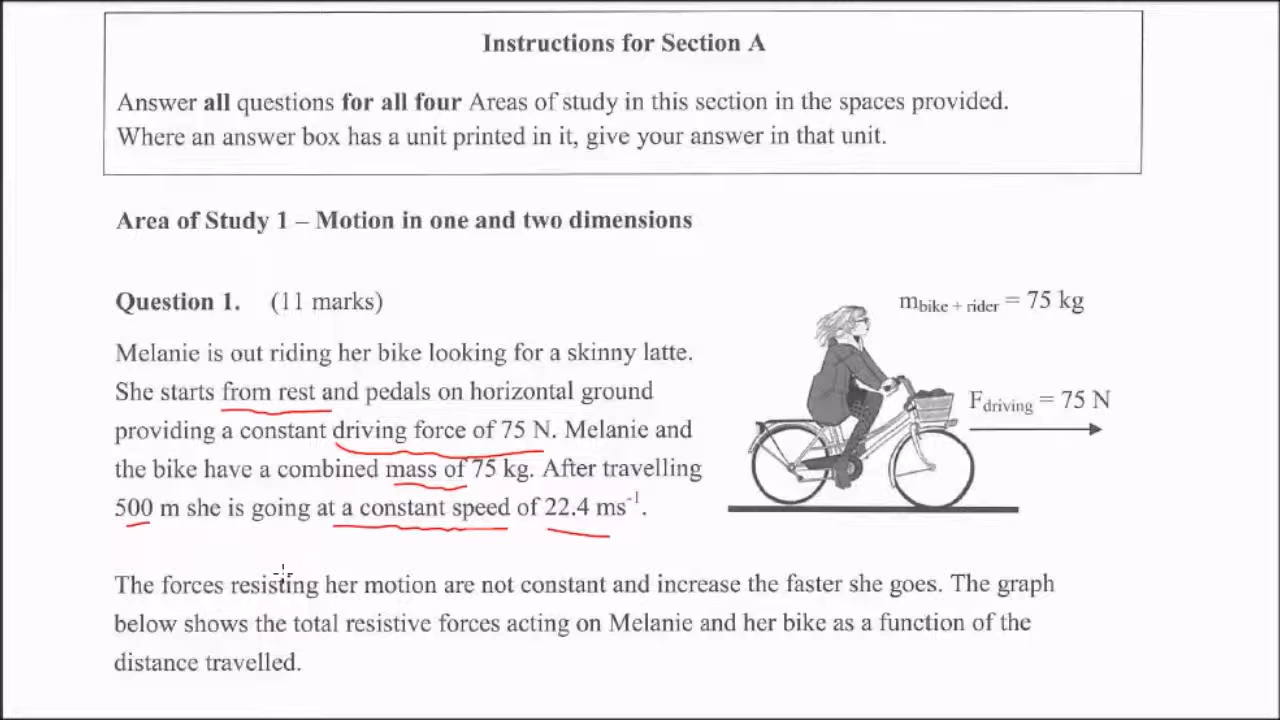 Instructions for Section A
Answer all questions for all four Areas of study in this section in the spaces provided.
Where an answer box has a unit printed in it, give your answer in that unit.
Area of Study 1 – Motion in one and two dimensions
Question 1. (11 marks)
Melanie is out riding her bike looking for a skinny latte.
She starts from rest and pedals on horizontal ground
providing a constant driving force of 75 N. Melanie and
the bike have a combined mass of 75 kg. After travelling
500 m she is going at a constant speed of 22.4 ms⁻¹.
m bike + rider = 75 kg
F driving = 75 N
The forces resisting her motion are not constant and increase the faster she goes. The graph
below shows the total resistive forces acting on Melanie and her bike as a function of the
distance travelled.